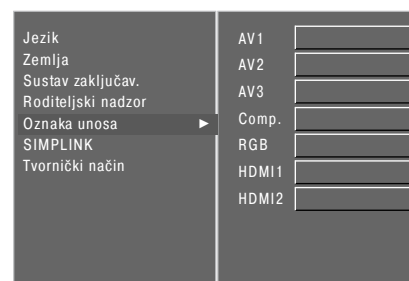 Jezik
Zemlja
Sustav zaključav.
Roditeljski nadzor
Oznaka unosa ►
SIMPLINK
Tvornički način
AV1
AV2
AV3
Comp.
RGB
HDMI1
HDMI2